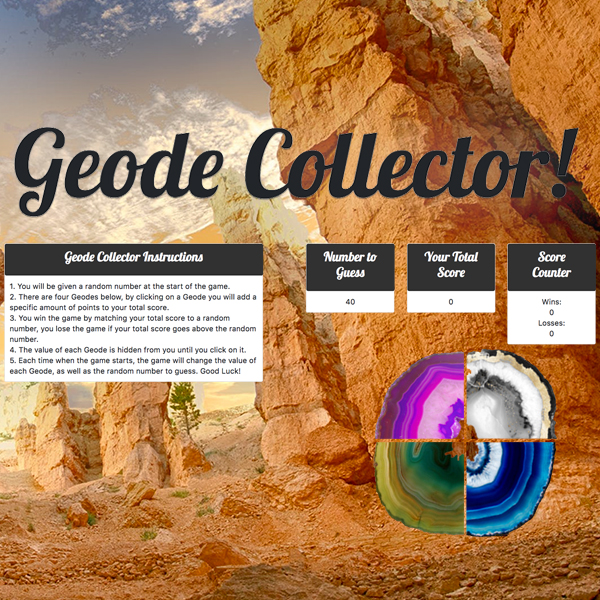 Geode Collector!
Geode Collector Instructions
1. You will be given a random number at the start of the game.
2. There are four Geodes below, by clicking on a Geode you will add a
specific amount of points to your total score.
3. You win the game by matching your total score to a random
number, you lose the game if your total score goes above the random
number.
4. The value of each Geode is hidden from you until you click on it.
5. Each time when the game starts, the game will change the value of
each Geode, as well as the random number to guess. Good Luck!
Number to
Guess
40
Your Total
Score
0
Score
Counter
Wins:
0
Losses:
0